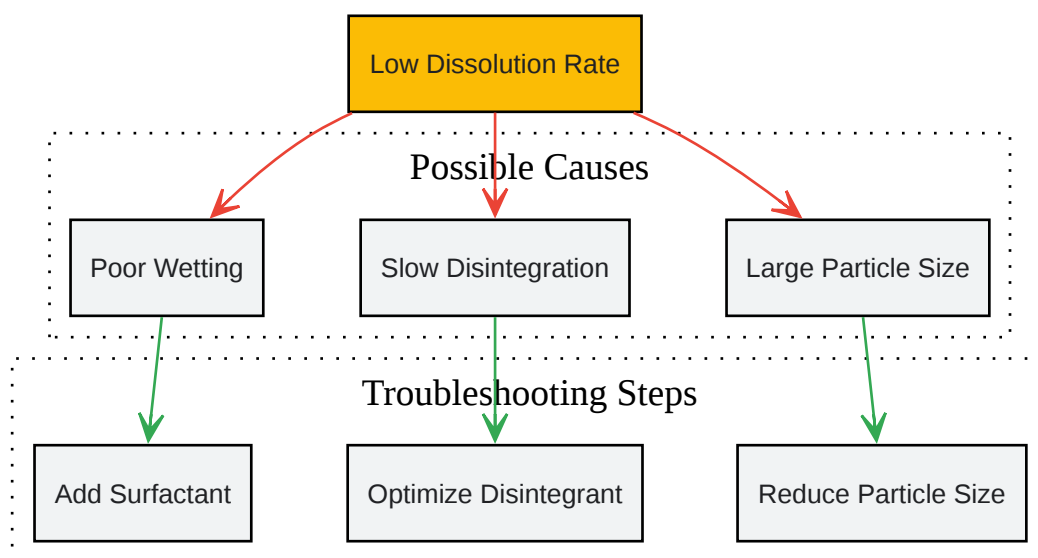 Low Dissolution Rate
Possible Causes
Poor Wetting
Slow Disintegration
Large Particle Size
Troubleshooting Steps
Add Surfactant
Optimize Disintegrant
Reduce Particle Size